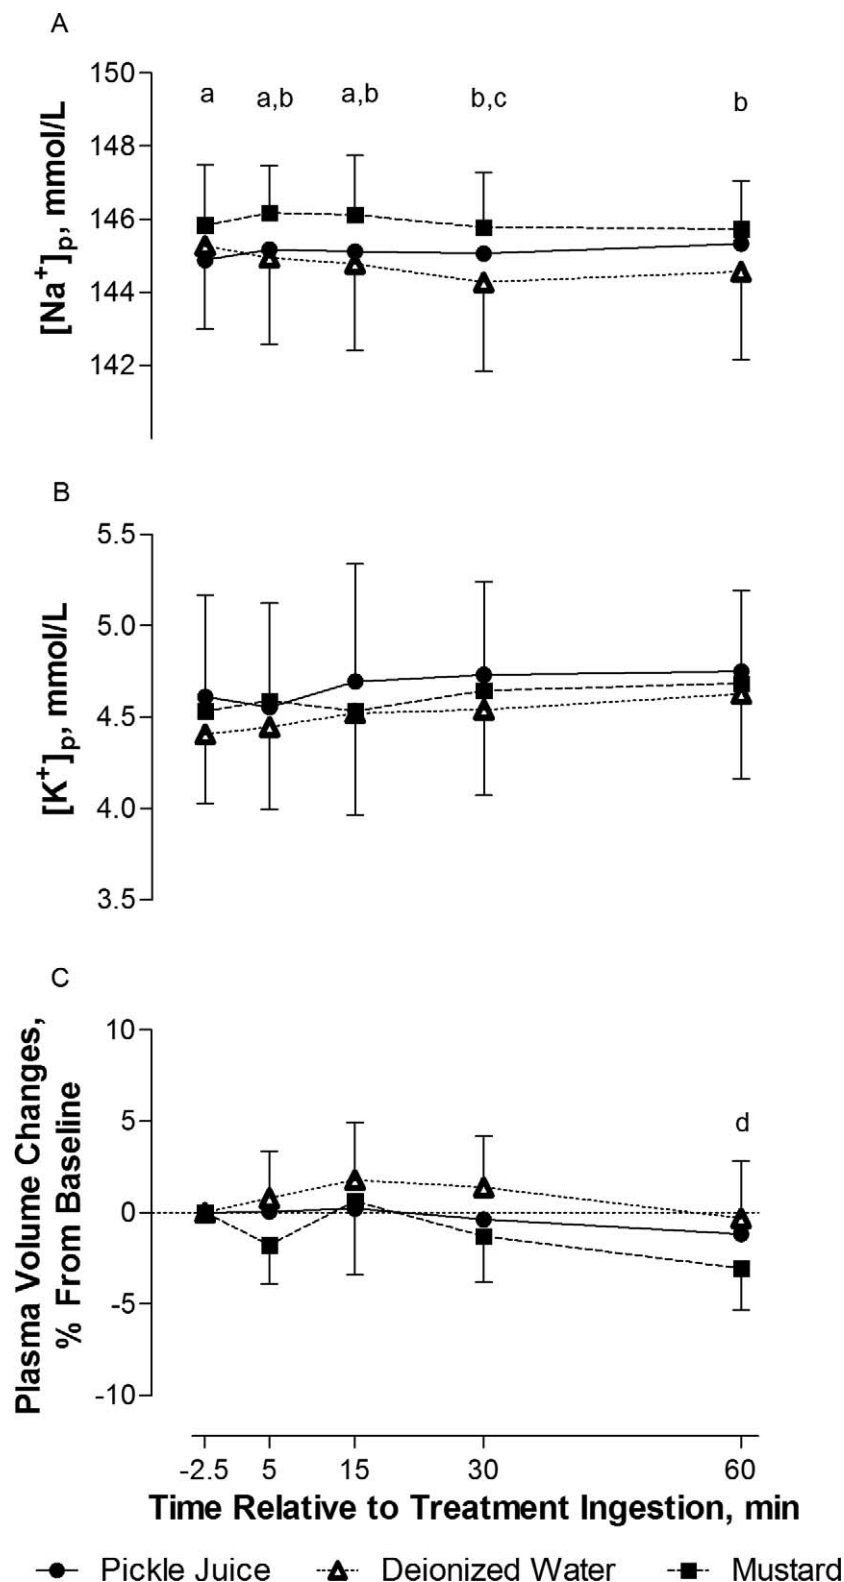 A
[Na⁺]ₚ, mmol/L
150
148
146
144
142
a a,b a,b b,c b
B
[K⁺]ₚ, mmol/L
5.5
5.0
4.5
4.0
3.5
C
Plasma Volume Changes,
% From Baseline
10
5
0
-5
-10
d
-2.5 5 15 30 60
Time Relative to Treatment Ingestion, min
Pickle Juice Deionized Water Mustard